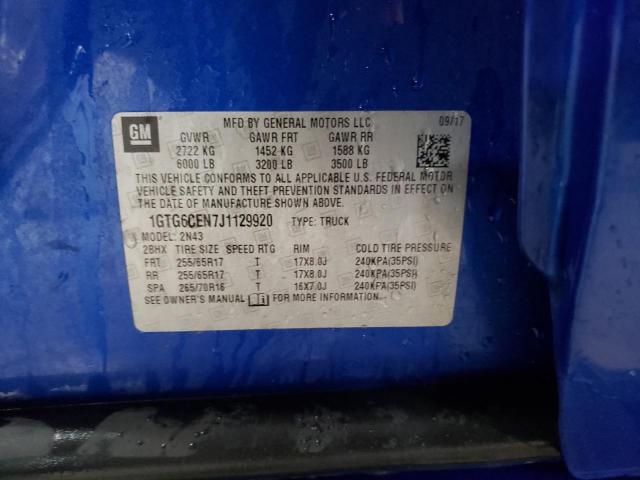 GM
MFD BY GENERAL MOTORS LLC 09/17
GVWR GAWR FRT GAWR RR
2722 KG 1452 KG 1588 KG
6000 LB 3200 LB 3500 LB
THIS VEHICLE CONFORMS TO ALL APPLICABLE U.S. FEDERAL MOTOR
VEHICLE SAFETY AND THEFT PREVENTION STANDARDS IN EFFECT ON
THE DATE OF MANUFACTURE SHOWN ABOVE.
1GTG6CEN7J1129920 TYPE: TRUCK
MODEL: 2N43
2BHX TIRE SIZE SPEED RTG RIM COLD TIRE PRESSURE
FRT 255/65R17 T 17X8.0J 240KPA(35PSI)
RR 255/65R17 T 17X8.0J 240KPA(35PSI)
SPA 265/70R16 T 16X7.0J 240KPA(35PSI)
SEE OWNER'S MANUAL FOR MORE INFORMATION.